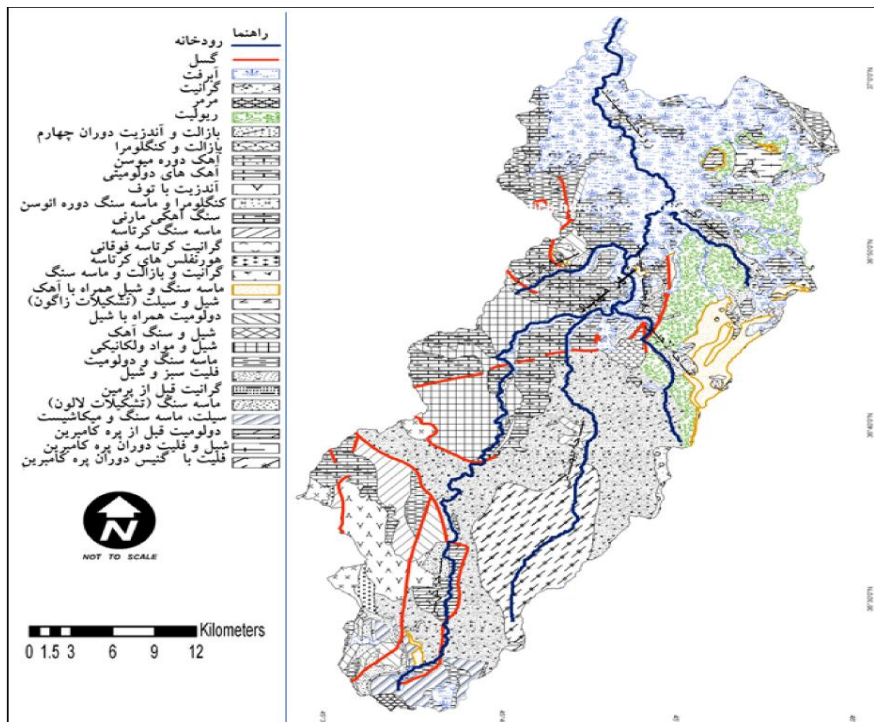 راهنما
رودخانه
گسل
آبرفت
گرانیت
مرمر
ریولیت
بازالت و آندزیت دوران چهارم
بازالت و کنگلومرا
آهک دوره میوسن
آهک های دولومیتی
آندزیت با توف
کنگلومرا و ماسه سنگ دوره ائوسن
سنگ آهکی مارنی
ماسه سنگ کرتاسه
گرانیت کرتاسه فوقانی
هورنفلس های کرتاسه
گرانیت و بازالت و ماسه سنگ
ماسه سنگ و شیل همراه با آهک
شیل و سیلت (تشکیلات زاگون)
دولومیت همراه با شیل
شیل و سنگ آهک
شیل و مواد ولکانیکی
ماسه سنگ و دولومیت
فلیت سبز و شیل
گرانیت قبل از پرمین
ماسه سنگ (تشکیلات لالون)
سیلت، ماسه سنگ و میکاشیست
دولومیت قبل از پره کامبرین
شیل و فلیت دوران پره کامبرین
فلیت با گنیس دوران پره کامبرین
N
NOT TO SCALE
Kilometers
0 1.5 3 6 9 12